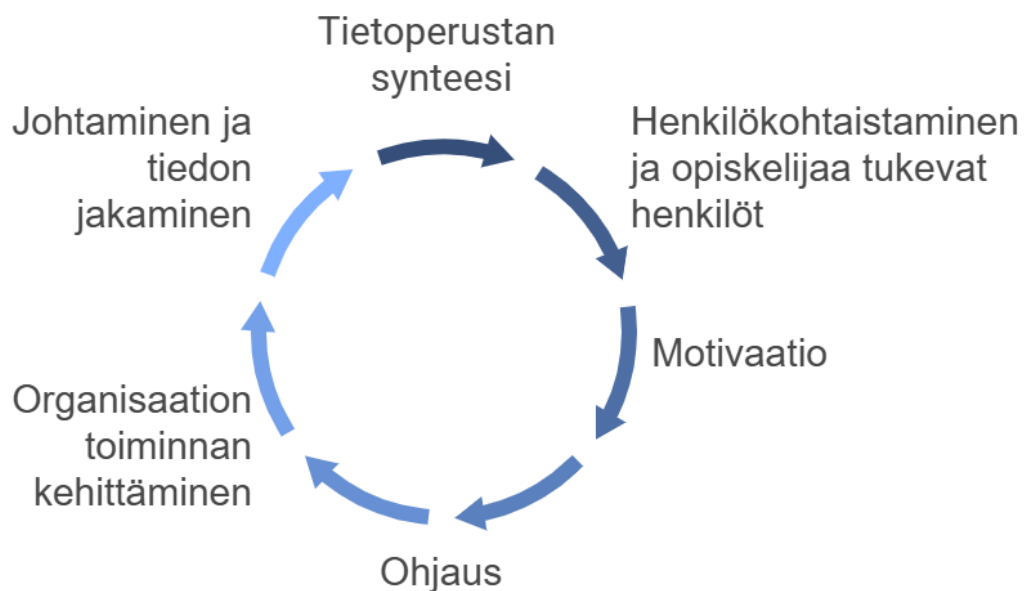 Tietoperustan
synteesi
Henkilökohtaistaminen
ja opiskelijaa tukevat
henkilöt
Motivaatio
Ohjaus
Organisaation
toiminnan
kehittäminen
Johtaminen ja
tiedon
jakaminen